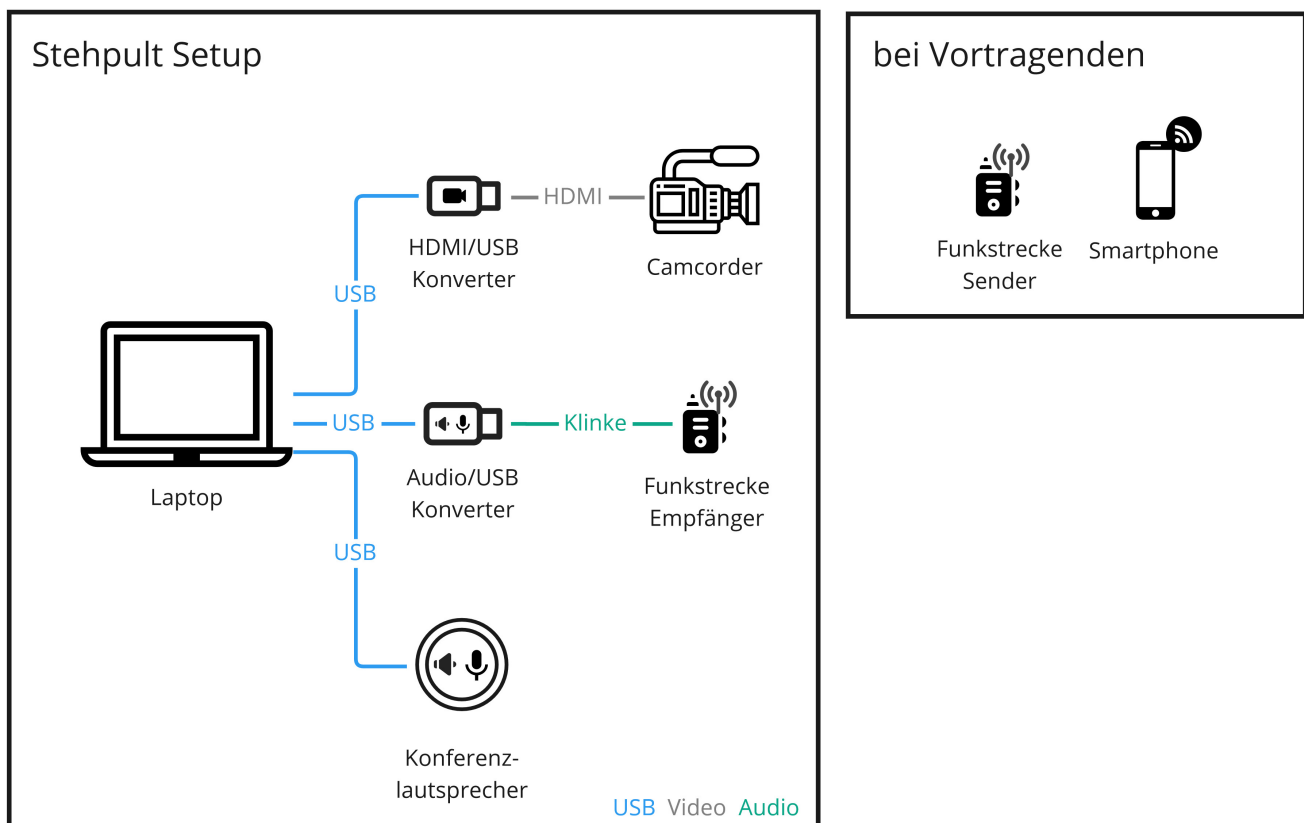 Stehpult Setup
bei Vortragenden
HDMI
HDMI/USB
Konverter
Camcorder
Funkstrecke
Sender
Smartphone
USB
USB
Klinke
Laptop
Audio/USB
Konverter
Funkstrecke
Empfänger
USB
Konferenz-
lautsprecher
USB Video Audio